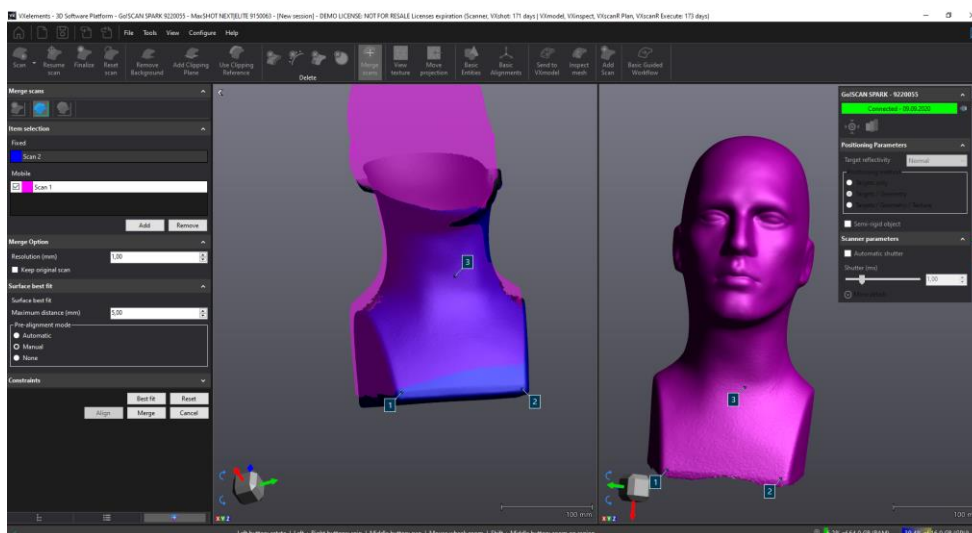 VXelements - 3D Software Platform - Go!SCAN SPARK 9220055 - MaxSHOT NEXT|ELITE 9150063 - [New session] - DEMO LICENSE: NOT FOR RESALE Licenses expiration (Scanner, VXshot: 171 days | VXmodel, VXinspect, VXscanR Plan, VXscanR Execute: 173 days)
File Tools View Configure Help
Scan Resume scan Finalize Reset scan Remove Background Add Clipping Plane Use Clipping Reference Delete Merge scans View texture Move projection Basic Entities Basic Alignments Send to VXmodel Inspect mesh Add Scan Basic Guided Workflow
Merge scans
Item selection
Fixed
Scan 2
Mobile
Scan 1
Add Remove
Merge Option
Resolution (mm) 1,00
Keep original scan
Surface best fit
Surface best fit
Maximum distance (mm) 5,00
Pre-alignment mode
Automatic
Manual
None
Constraints
Best fit Reset
Align Merge Cancel
3
1
2
X Y Z
100 mm
3
1
2
X Y Z
100 mm
Go!SCAN SPARK - 9220055
Connected - 09.06.2020
Positioning Parameters
Target reflectivity Normal
Semi-rigid object
Scanner parameters
Automatic shutter
Shutter (ms)
1,00